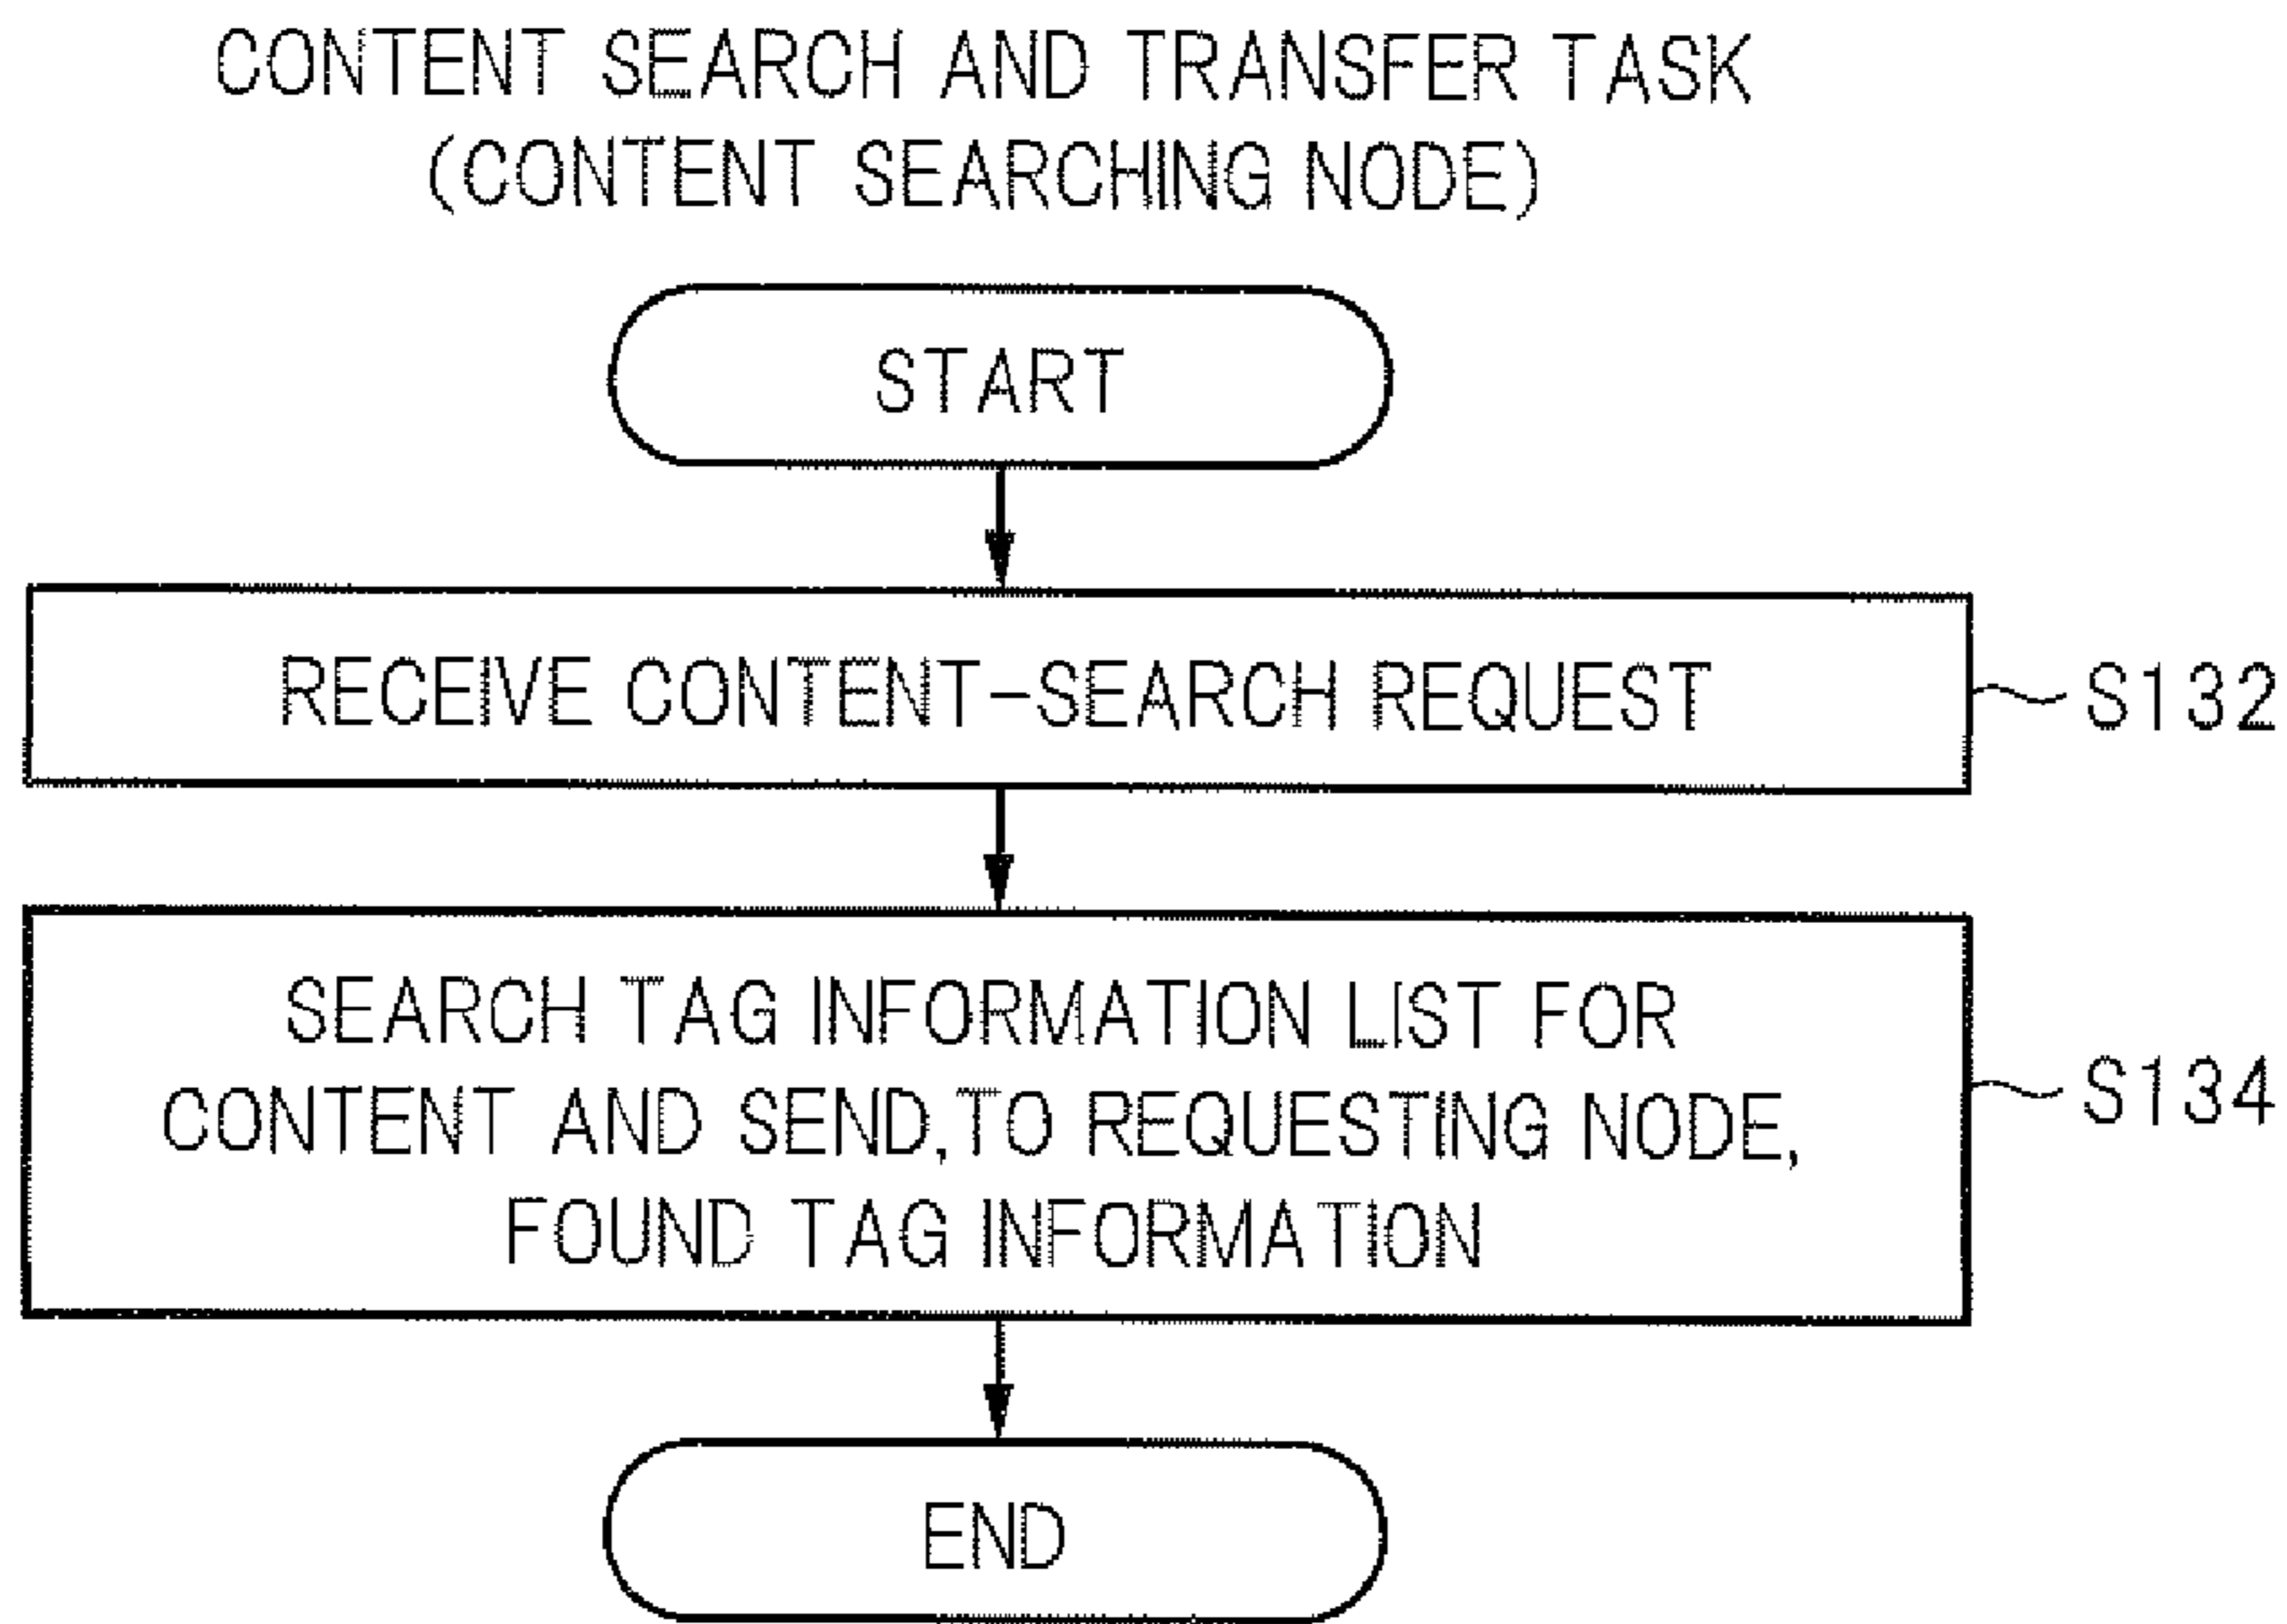 CONTENT SEARCH AND TRANSFER TASK
(CONTENT SEARCHING NODE)
START
RECEIVE CONTENT-SEARCH REQUEST
S132
SEARCH TAG INFORMATION LIST FOR
CONTENT AND SEND,TO REQUESTING NODE,
FOUND TAG INFORMATION
S134
END